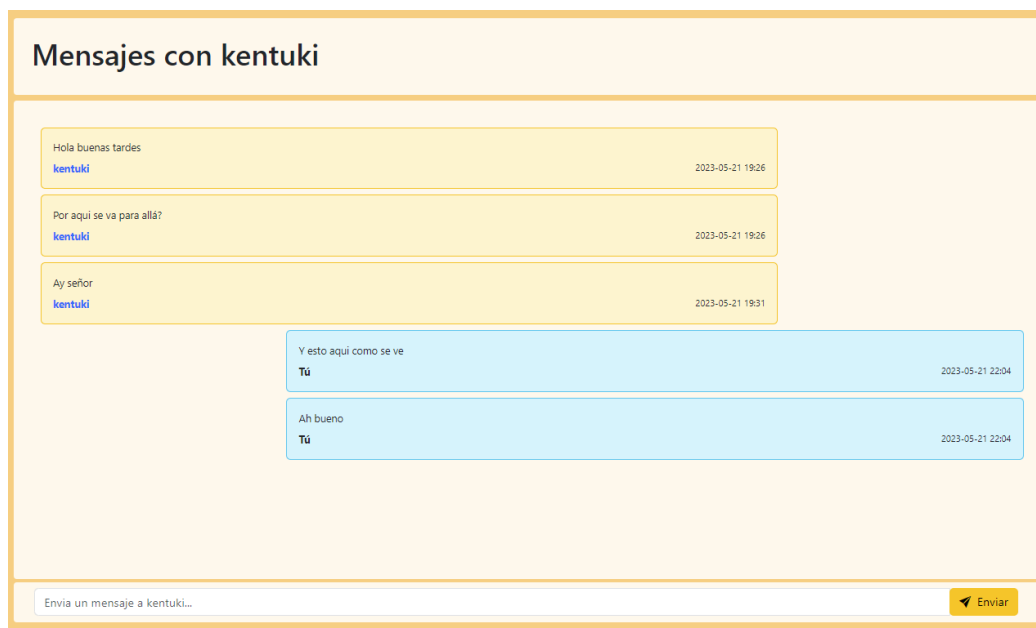 Mensajes con kentuki
Hola buenas tardes
kentuki 2023-05-21 19:26
Por aqui se va para allá?
kentuki 2023-05-21 19:26
Ay señor
kentuki 2023-05-21 19:31
Y esto aqui como se ve
Tú 2023-05-21 22:04
Ah bueno
Tú 2023-05-21 22:04
Envia un mensaje a kentuki... Enviar